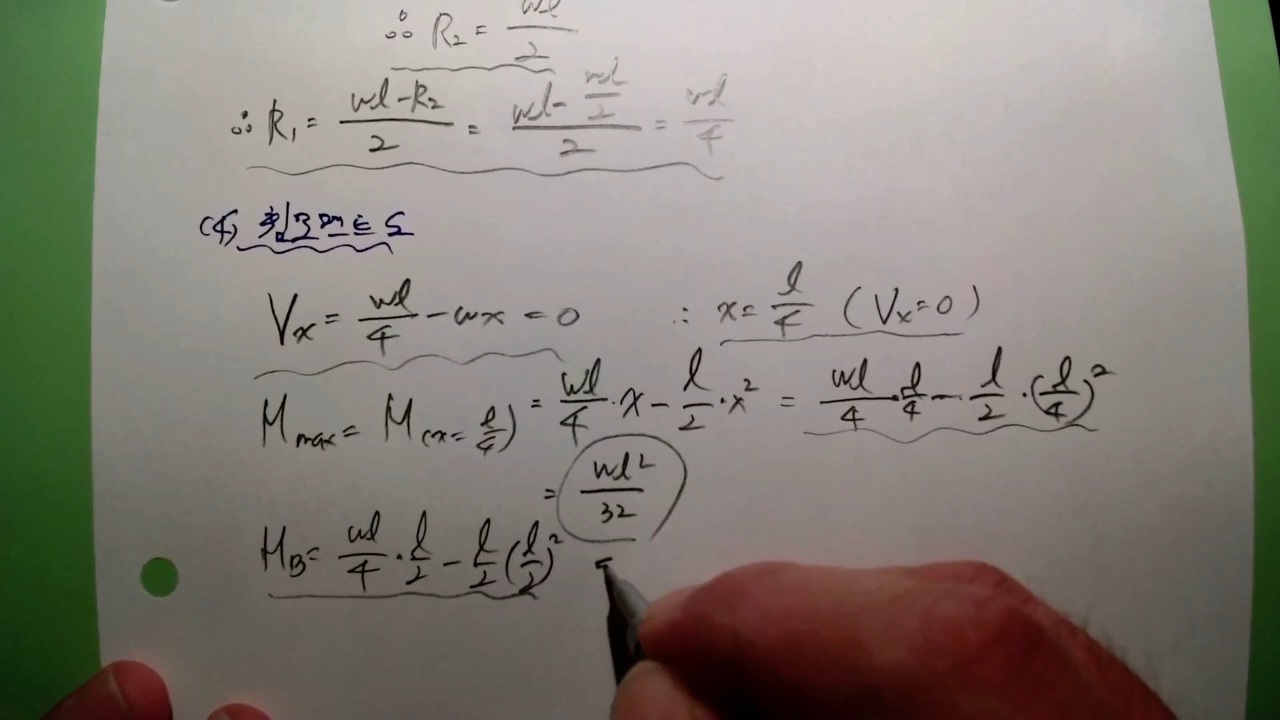 ∴ R₂ = wl/2
∴ R₁ = (wl-R₂)/2 = (wl - wl/2)/2 = wl/4
(4) 휨모멘트도
Vx = wl/4 - wx = 0 ∴ x = l/4 (Vx=0)
Mmax = M(x=l/4) = wl/4 · x - l/2 · x² = wl/4 · l/4 - l/2 · (l/4)²
= wl²/32
MB = wl/4 · l/2 - l/2 (l/2)²